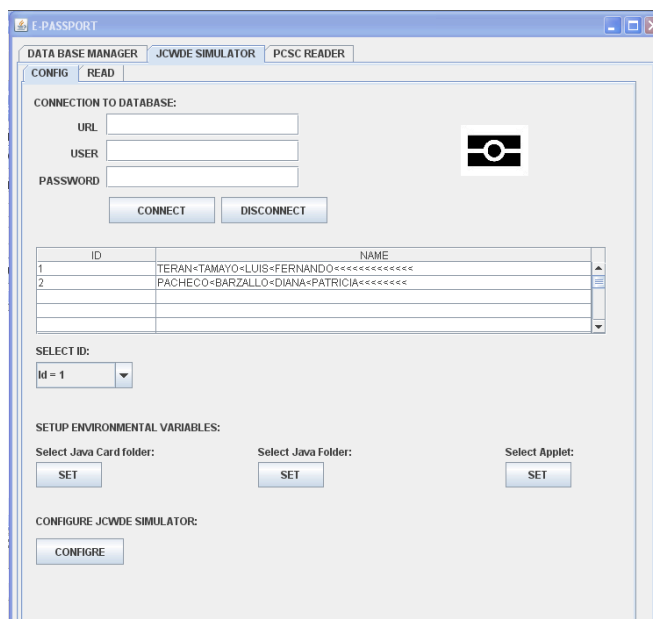 E-PASSPORT
DATA BASE MANAGER JCWDE SIMULATOR PCSC READER
CONFIG READ
CONNECTION TO DATABASE:
URL
USER
PASSWORD
CONNECT DISCONNECT
ID NAME
1 TERAN<TAMAYO<LUIS<FERNANDO<<<<<<<<<<<<<
2 PACHECO<BARZALLO<DIANA<PATRICIA<<<<<<<<
SELECT ID:
Id = 1
SETUP ENVIRONMENTAL VARIABLES:
Select Java Card folder: Select Java Folder: Select Applet:
SET SET SET
CONFIGURE JCWDE SIMULATOR:
CONFIGRE